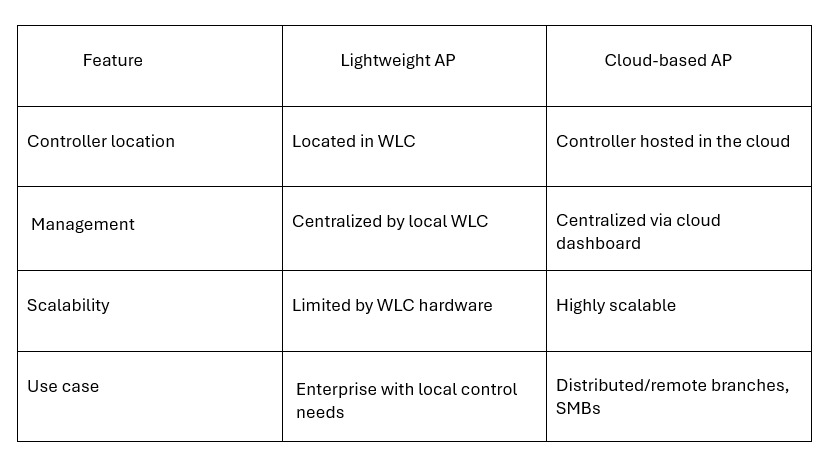 Feature
Lightweight AP
Cloud-based AP
Controller location
Located in WLC
Controller hosted in the cloud
Management
Centralized by local WLC
Centralized via cloud
dashboard
Scalability
Limited by WLC hardware
Highly scalable
Use case
Enterprise with local control
needs
Distributed/remote branches,
SMBs